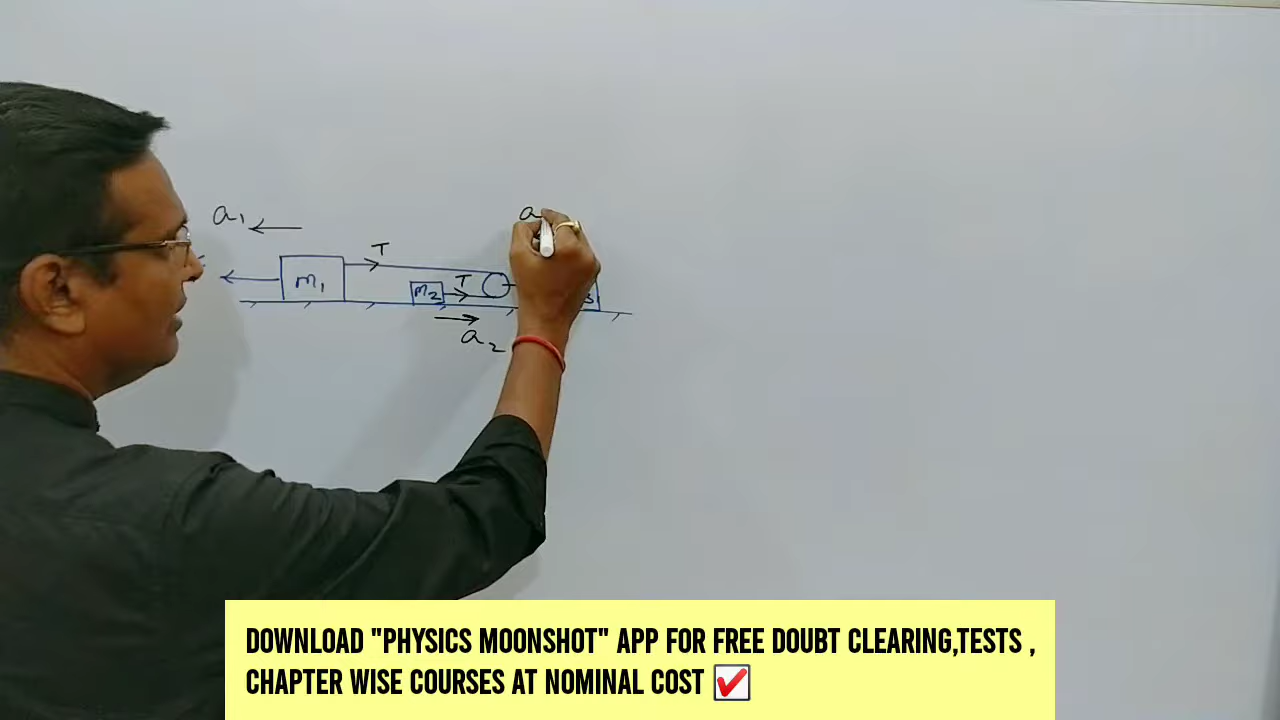 a₁
a
T
m₁
m₂
T
3
a₂
DOWNLOAD "PHYSICS MOONSHOT" APP FOR FREE DOUBT CLEARING,TESTS ,
CHAPTER WISE COURSES AT NOMINAL COST